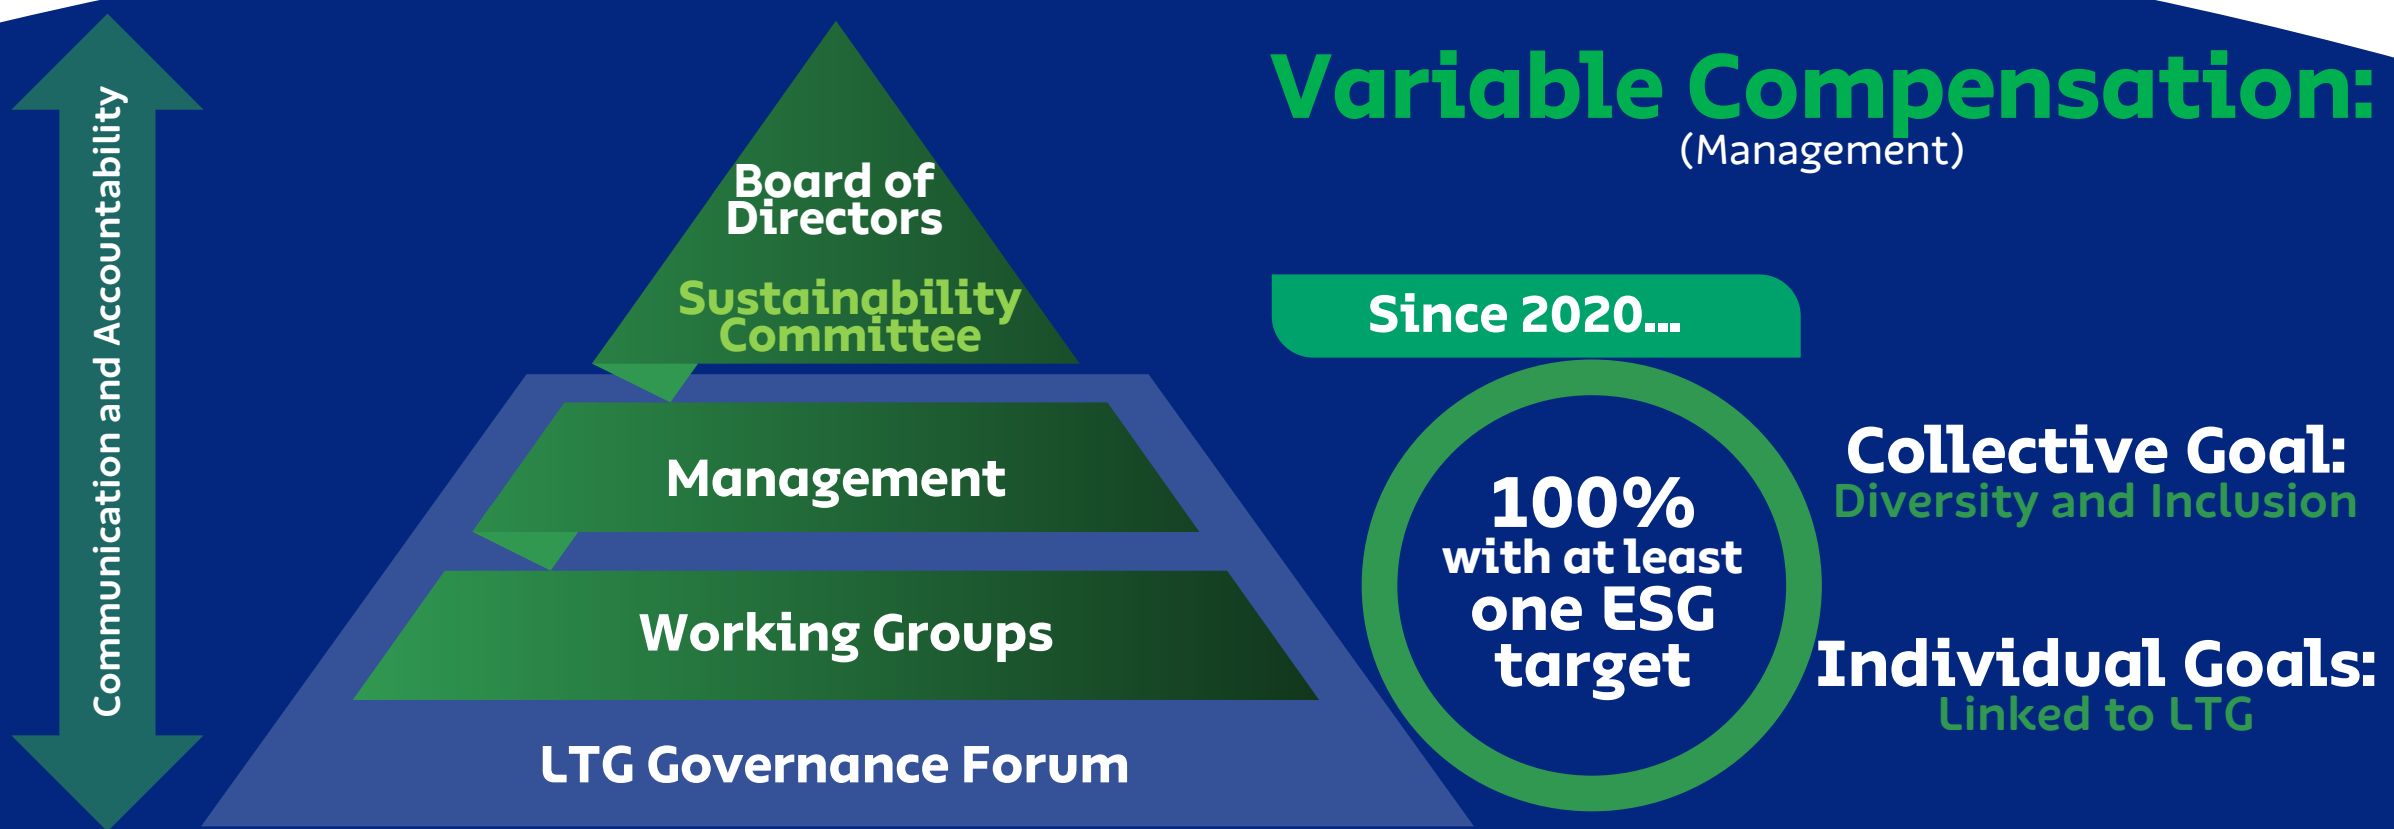 Communication and Accountability
Board of
Directors
Sustainability
Committee
Management
Working Groups
LTG Governance Forum
Variable Compensation:
(Management)
Since 2020...
100%
with at least
one ESG
target
Collective Goal:
Diversity and Inclusion
Individual Goals:
Linked to LTG